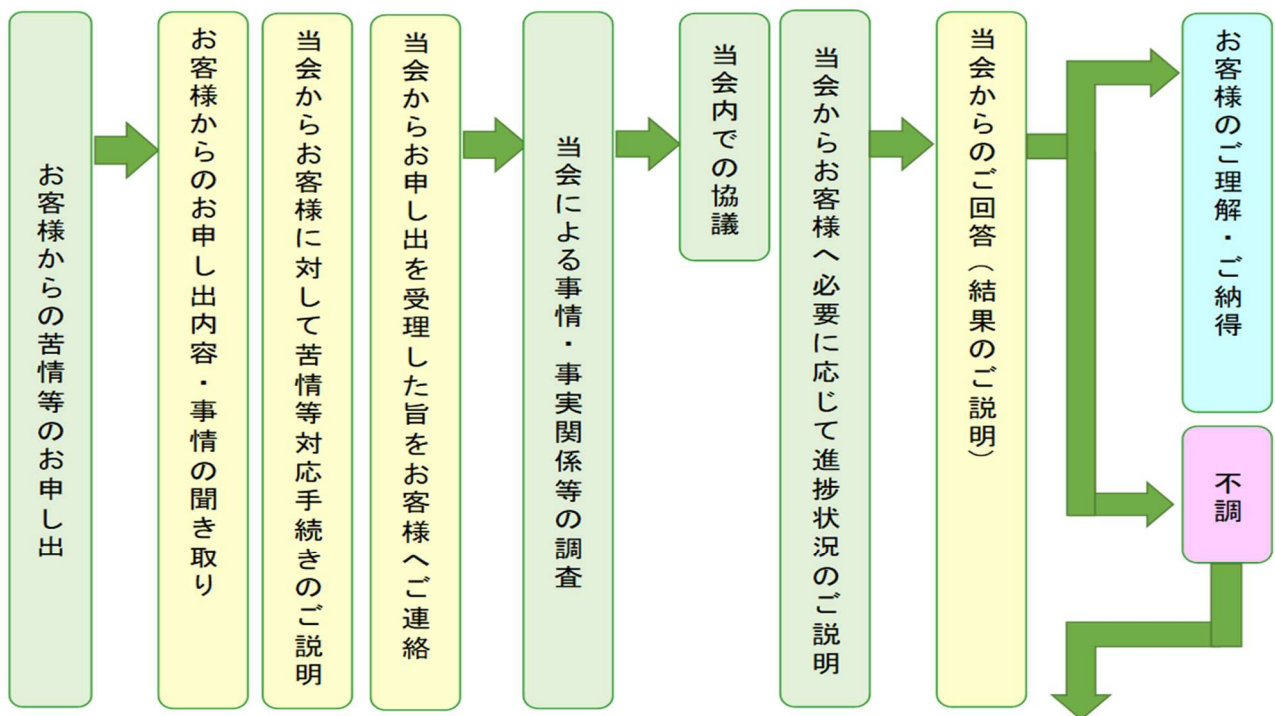 お客様からの苦情等のお申し出
お客様からのお申し出内容・事情の聞き取り
当会からお客様に対して苦情等対応手続きのご説明
当会からお申し出を受理した旨をお客様へご連絡
当会による事情・事実関係等の調査
当会内での協議
当会からお客様へ必要に応じて進捗状況のご説明
当会からのご回答（結果のご説明）
お客様のご理解・ご納得
不調